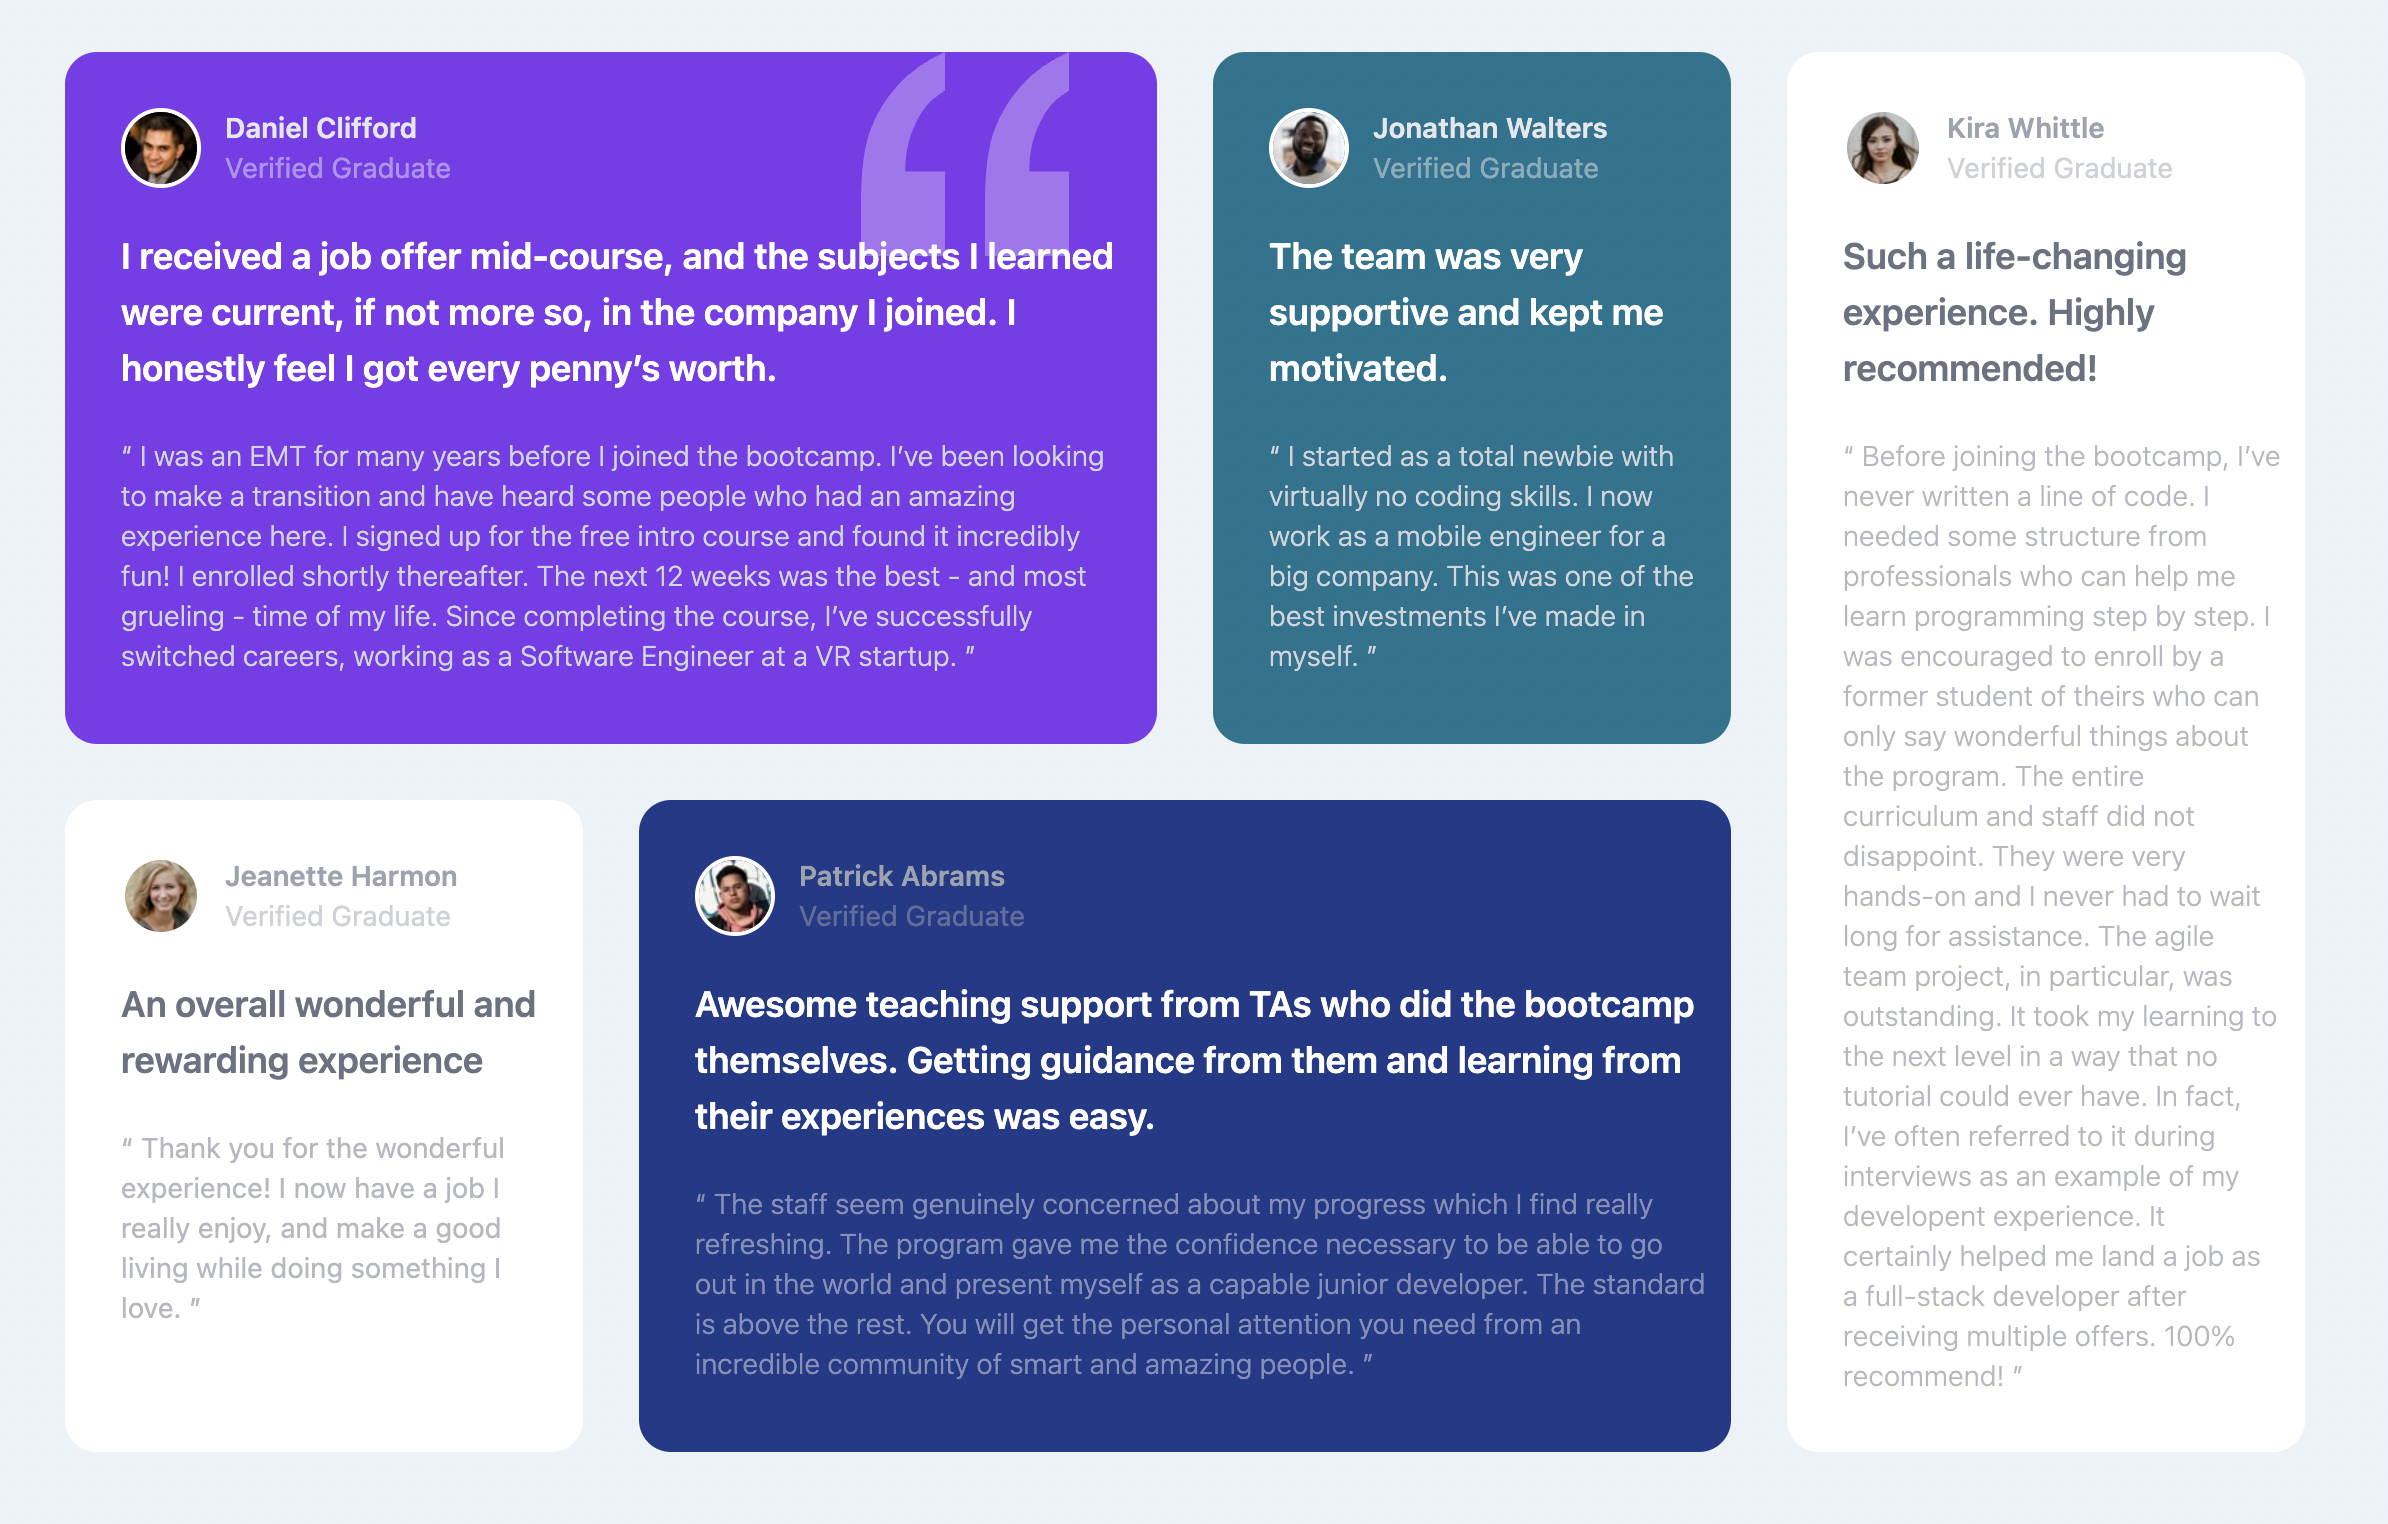 Daniel Clifford
Verified Graduate
I received a job offer mid-course, and the subjects I learned
were current, if not more so, in the company I joined. I
honestly feel I got every penny’s worth.
“ I was an EMT for many years before I joined the bootcamp. I’ve been looking
to make a transition and have heard some people who had an amazing
experience here. I signed up for the free intro course and found it incredibly
fun! I enrolled shortly thereafter. The next 12 weeks was the best - and most
grueling - time of my life. Since completing the course, I’ve successfully
switched careers, working as a Software Engineer at a VR startup. ”
Jonathan Walters
Verified Graduate
The team was very
supportive and kept me
motivated.
“ I started as a total newbie with
virtually no coding skills. I now
work as a mobile engineer for a
big company. This was one of the
best investments I’ve made in
myself. ”
Kira Whittle
Verified Graduate
Such a life-changing
experience. Highly
recommended!
“ Before joining the bootcamp, I’ve
never written a line of code. I
needed some structure from
professionals who can help me
learn programming step by step. I
was encouraged to enroll by a
former student of theirs who can
only say wonderful things about
the program. The entire
curriculum and staff did not
disappoint. They were very
hands-on and I never had to wait
long for assistance. The agile
team project, in particular, was
outstanding. It took my learning to
the next level in a way that no
tutorial could ever have. In fact,
I’ve often referred to it during
interviews as an example of my
developent experience. It
certainly helped me land a job as
a full-stack developer after
receiving multiple offers. 100%
recommend! ”
Jeanette Harmon
Verified Graduate
An overall wonderful and
rewarding experience
“ Thank you for the wonderful
experience! I now have a job I
really enjoy, and make a good
living while doing something I
love. ”
Patrick Abrams
Verified Graduate
Awesome teaching support from TAs who did the bootcamp
themselves. Getting guidance from them and learning from
their experiences was easy.
“ The staff seem genuinely concerned about my progress which I find really
refreshing. The program gave me the confidence necessary to be able to go
out in the world and present myself as a capable junior developer. The standard
is above the rest. You will get the personal attention you need from an
incredible community of smart and amazing people. ”